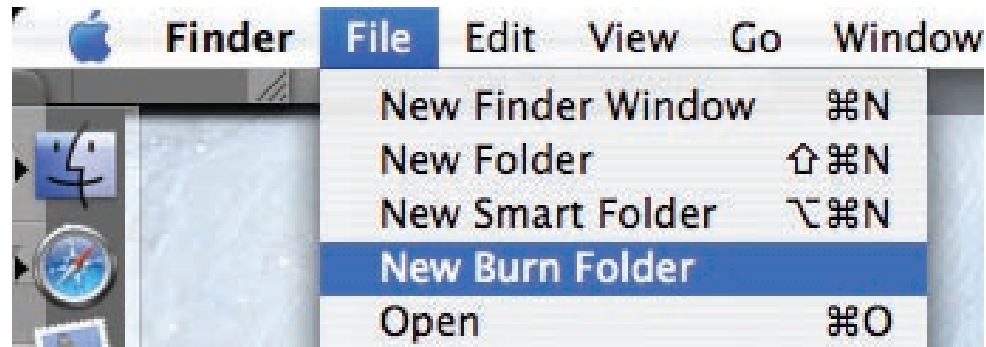 Finder File Edit View Go Window
New Finder Window ⌘N
New Folder ⇧⌘N
New Smart Folder ⌥⌘N
New Burn Folder
Open ⌘O